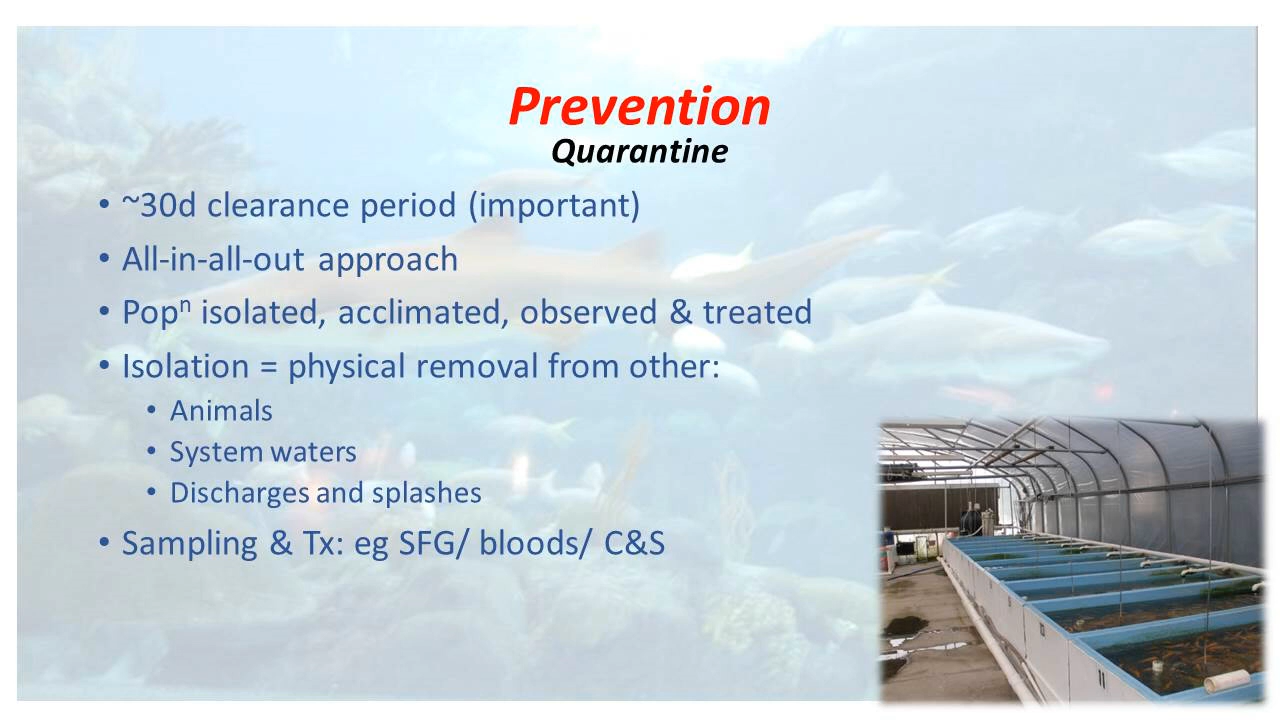 Prevention
Quarantine
• ~30d clearance period (important)
• All-in-all-out approach
• Popⁿ isolated, acclimated, observed & treated
• Isolation = physical removal from other:
• Animals
• System waters
• Discharges and splashes
• Sampling & Tx: eg SFG/ bloods/ C&S
11